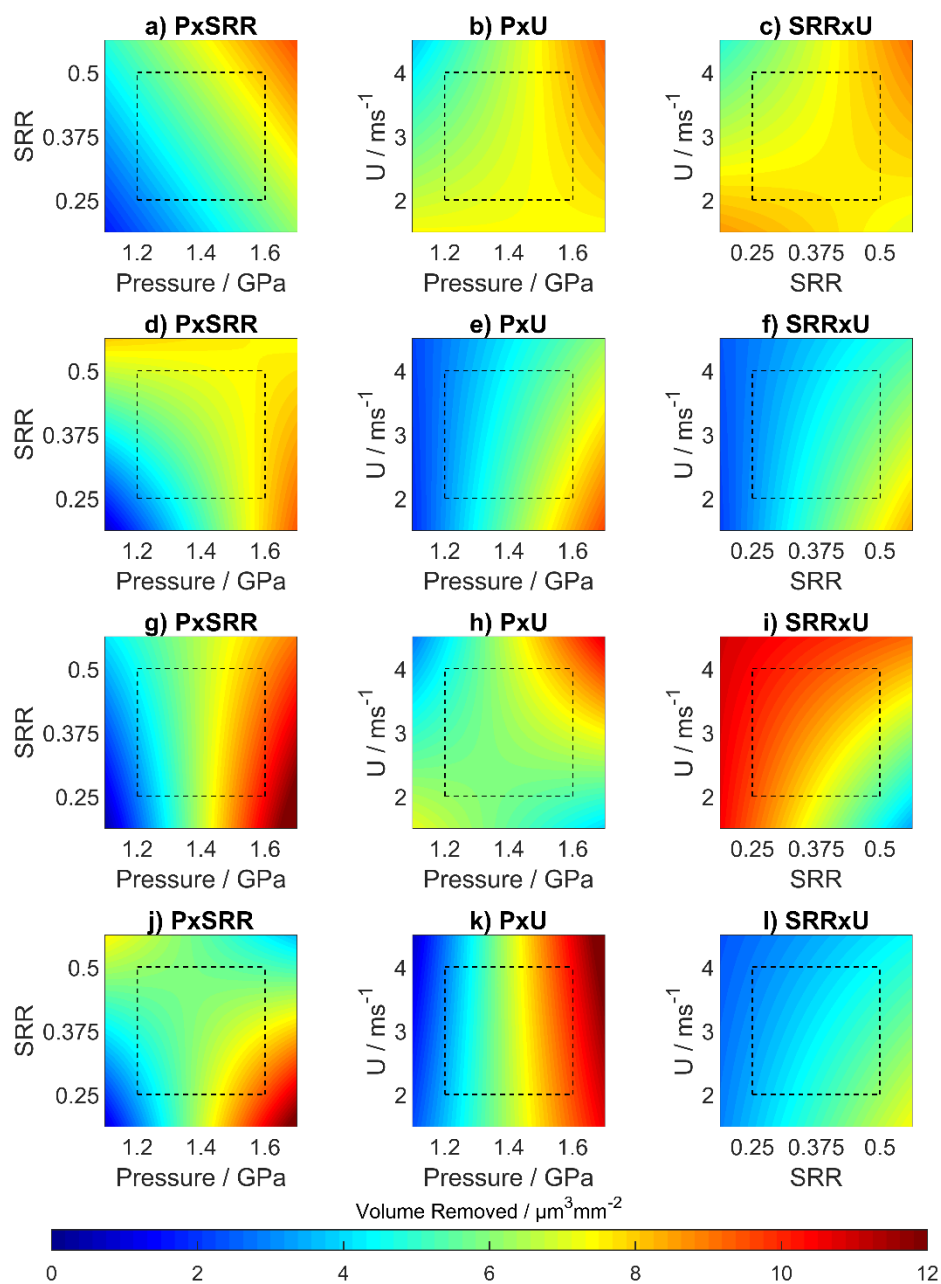 a) PxSRR
b) PxU
c) SRRxU
0.5
0.375
0.25
SRR
1.2 1.4 1.6
Pressure / GPa
4
3
2
U / ms⁻¹
1.2 1.4 1.6
Pressure / GPa
4
3
2
U / ms⁻¹
0.25 0.375 0.5
SRR
d) PxSRR
e) PxU
f) SRRxU
0.5
0.375
0.25
SRR
1.2 1.4 1.6
Pressure / GPa
4
3
2
U / ms⁻¹
1.2 1.4 1.6
Pressure / GPa
4
3
2
U / ms⁻¹
0.25 0.375 0.5
SRR
g) PxSRR
h) PxU
i) SRRxU
0.5
0.375
0.25
SRR
1.2 1.4 1.6
Pressure / GPa
4
3
2
U / ms⁻¹
1.2 1.4 1.6
Pressure / GPa
4
3
2
U / ms⁻¹
0.25 0.375 0.5
SRR
j) PxSRR
k) PxU
l) SRRxU
0.5
0.375
0.25
SRR
1.2 1.4 1.6
Pressure / GPa
4
3
2
U / ms⁻¹
1.2 1.4 1.6
Pressure / GPa
4
3
2
U / ms⁻¹
0.25 0.375 0.5
SRR
Volume Removed / µm³mm⁻²
0 2 4 6 8 10 12